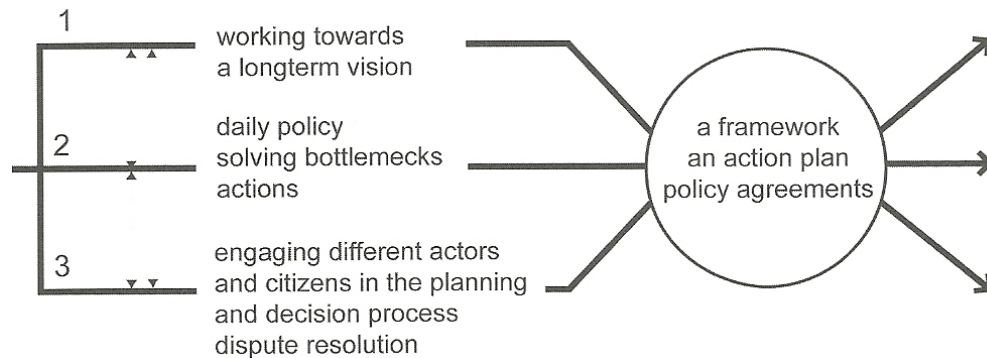 1
working towards
a longterm vision
2
daily policy
solving bottlemecks
actions
3
engaging different actors
and citizens in the planning
and decision process
dispute resolution
a framework
an action plan
policy agreements